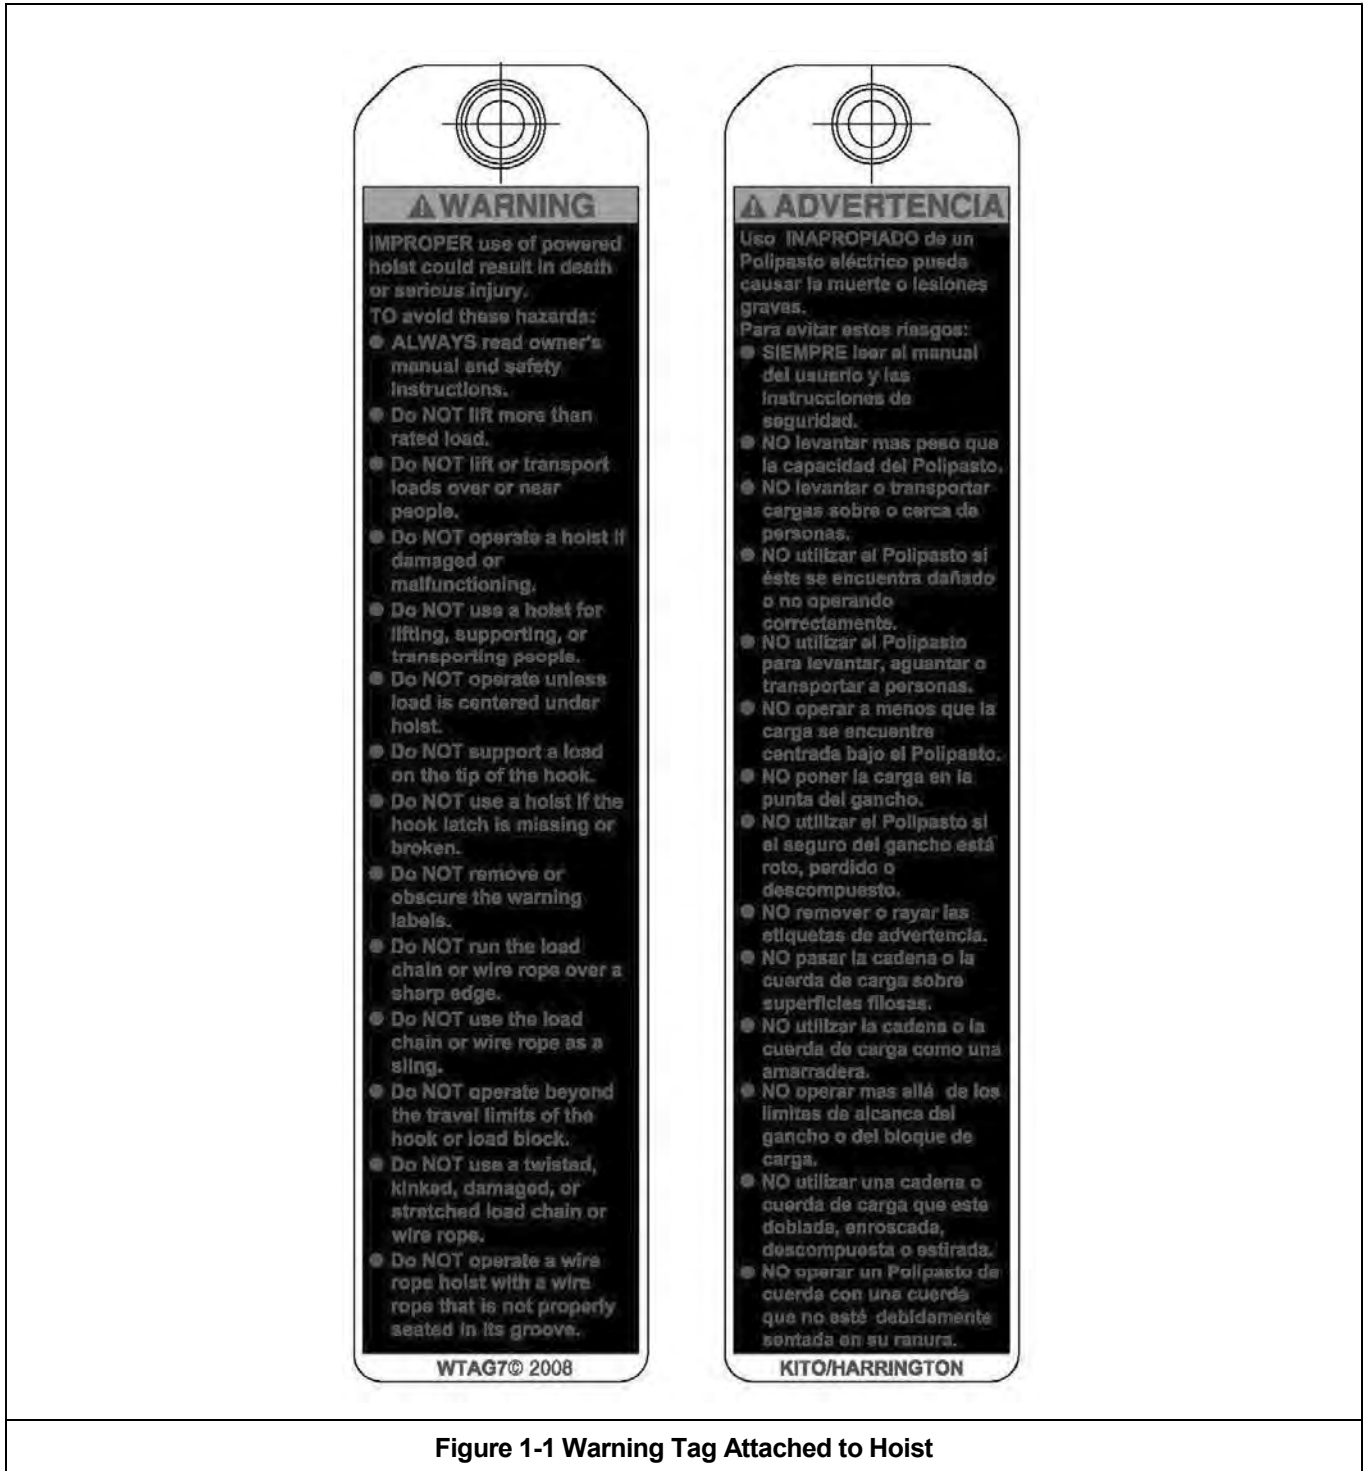 WARNING
IMPROPER use of powered
hoist could result in death
or serious injury.
TO avoid these hazards:
● ALWAYS read owner's
manual and safety
instructions.
● Do NOT lift more than
rated load.
● Do NOT lift or transport
loads over or near
people.
● Do NOT operate a hoist if
damaged or
malfunctioning.
● Do NOT use a hoist for
lifting, supporting, or
transporting people.
● Do NOT operate unless
load is centered under
hoist.
● Do NOT support a load
on the tip of the hook.
● Do NOT use a hoist if the
hook latch is missing or
broken.
● Do NOT remove or
obscure the warning
labels.
● Do NOT run the load
chain or wire rope over a
sharp edge.
● Do NOT use the load
chain or wire rope as a
sling.
● Do NOT operate beyond
the travel limits of the
hook or load block.
● Do NOT use a twisted,
kinked, damaged, or
stretched load chain or
wire rope.
● Do NOT operate a wire
rope hoist with a wire
rope that is not properly
seated in its groove.
WTAG7© 2008
ADVERTENCIA
Uso INAPROPIADO de un
Polipasto eléctrico pueda
causar la muerte o lesiones
graves.
Para evitar estos riesgos:
● SIEMPRE leer el manual
del usuario y las
instrucciones de
seguridad.
● NO levantar mas peso que
la capacidad del Polipasto.
● NO levantar o transportar
cargas sobre o cerca de
personas.
● NO utilizar el Polipasto si
éste se encuentra dañado
o no operando
correctamente.
● NO utilizar el Polipasto
para levantar, aguantar o
transportar a personas.
● NO operar a menos que la
carga se encuentre
centrada bajo el Polipasto.
● NO poner la carga en la
punta del gancho.
● NO utilizar el Polipasto si
el seguro del gancho está
roto, perdido o
descompuesto.
● NO remover o rayar las
etiquetas de advertencia.
● NO pasar la cadena o la
cuerda de carga sobre
superficies filosas.
● NO utilizar la cadena o la
cuerda de carga como una
amarradera.
● NO operar mas allá de los
limites de alcance del
gancho o del bloque de
carga.
● NO utilizar una cadena o
cuerda de carga que este
doblada, enroscada,
descompuesta o estirada.
● NO operar un Polipasto de
cuerda con una cuerda
que no esté debidamente
sentada en su ranura.
KITO/HARRINGTON
Figure 1-1 Warning Tag Attached to Hoist